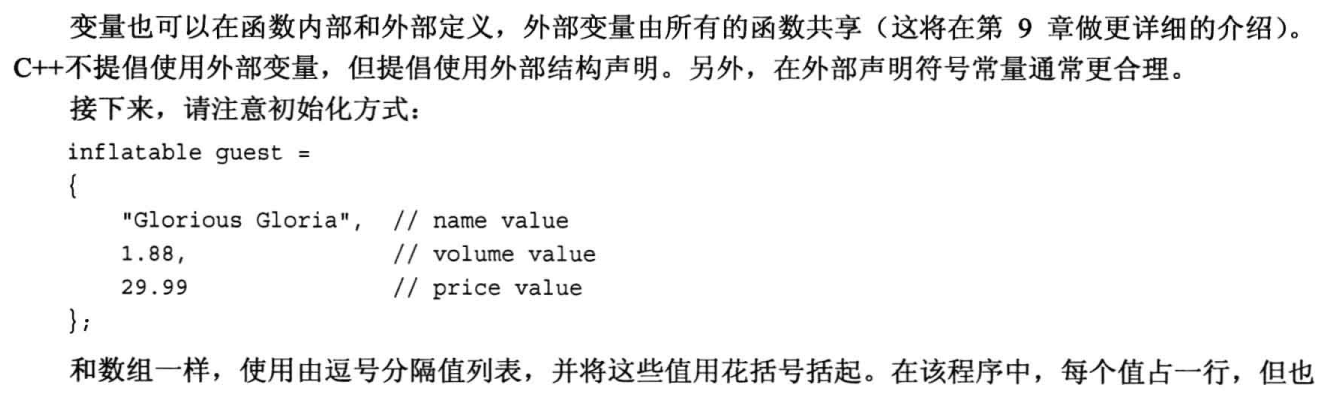 变量也可以在函数内部和外部定义，外部变量由所有的函数共享（这将在第 9 章做更详细的介绍）。
C++不提倡使用外部变量，但提倡使用外部结构声明。另外，在外部声明符号常量通常更合理。
接下来，请注意初始化方式：
inflatable guest =
{
    "Glorious Gloria",  // name value
    1.88,               // volume value
    29.99               // price value
};
和数组一样，使用由逗号分隔值列表，并将这些值用花括号括起。在该程序中，每个值占一行，但也